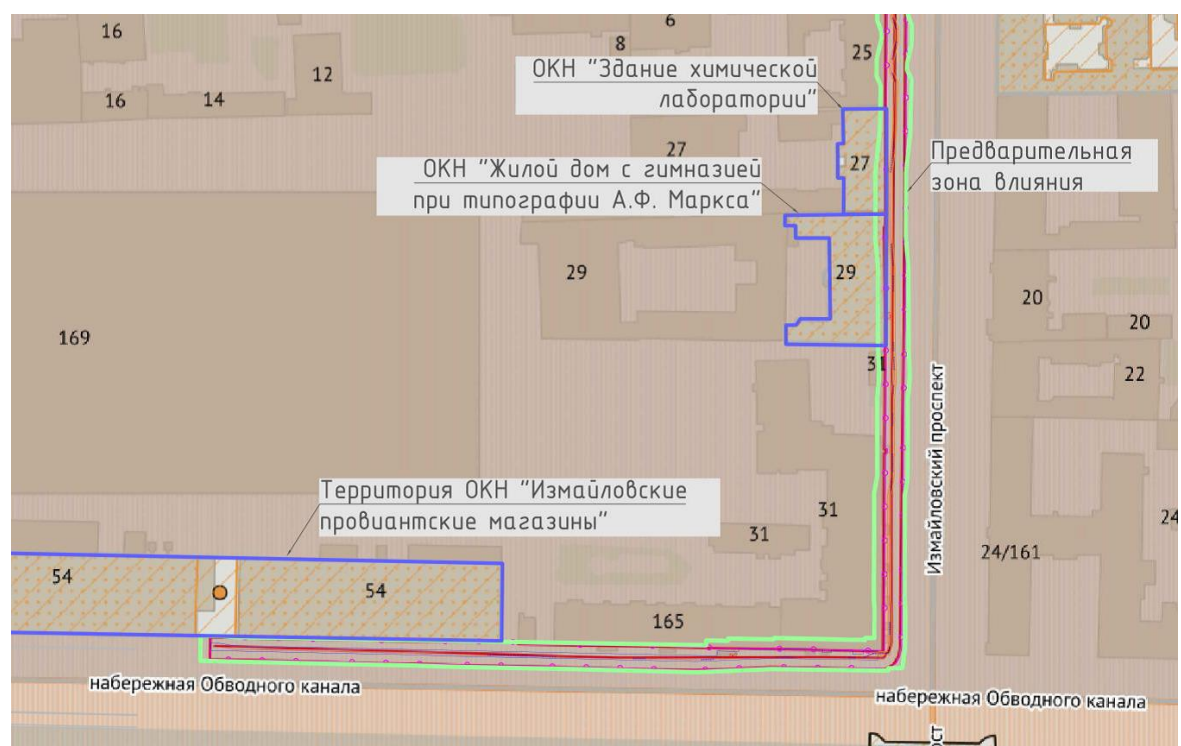 6
16
8
12
25
16
14
ОКН "Здание химической
лаборатории"
27
27
Предварительная
зона влияния
ОКН "Жилой дом с гимназией
при типографии А.Ф. Маркса"
29
29
20
20
169
31
22
Измайловский проспект
Территория ОКН "Измайловские
провиантские магазины"
31
31
24
24/161
54
54
165
набережная Обводного канала
набережная Обводного канала
ост